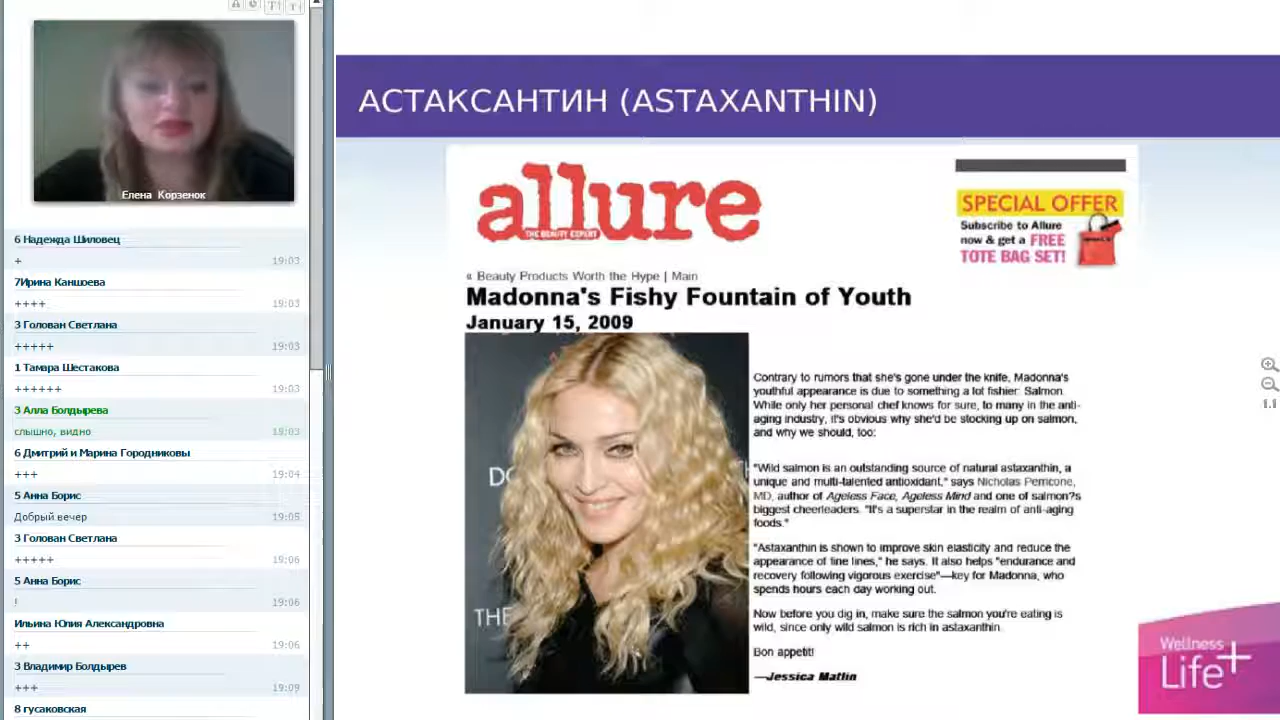 Елена Корзенок
6 Надежда Шиловец
+
19:03
7Ирина Каншоева
++++
19:03
3 Голован Светлана
+++++
19:03
1 Тамара Шестакова
++++++
19:03
3 Алла Болдырева
слышно, видно
19:03
6 Дмитрий и Марина Городниковы
+++
19:04
5 Анна Борис
Добрый вечер
19:05
3 Голован Светлана
+++++
19:06
5 Анна Борис
!
19:06
Ильина Юлия Александровна
++
19:06
3 Владимир Болдырев
+++
19:09
8 гусаковская
АСТАКСАНТИН (ASTAXANTHIN)
allure
THE BEAUTY EXPERT
SPECIAL OFFER
Subscribe to Allure
now & get a FREE
TOTE BAG SET!
« Beauty Products Worth the Hype | Main
Madonna's Fishy Fountain of Youth
January 15, 2009
DO
TH
THE
Contrary to rumors that she's gone under the knife, Madonna's
youthful appearance is due to something a lot fishier: Salmon.
While only her personal chef knows for sure, to many in the anti-
aging industry, it's obvious why she'd be stocking up on salmon,
and why we should, too:
"Wild salmon is an outstanding source of natural astaxanthin, a
unique and multi-talented antioxidant," says Nicholas Perricone,
MD, author of Ageless Face, Ageless Mind and one of salmon?s
biggest cheerleaders. "It's a superstar in the realm of anti-aging
foods."
"Astaxanthin is shown to improve skin elasticity and reduce the
appearance of fine lines," he says. It also helps "endurance and
recovery following vigorous exercise"—key for Madonna, who
spends hours each day working out.
Now before you dig in, make sure the salmon you're eating is
wild, since only wild salmon is rich in astaxanthin.
Bon appetit!
—Jessica Matlin
Wellness
Life+
1.1